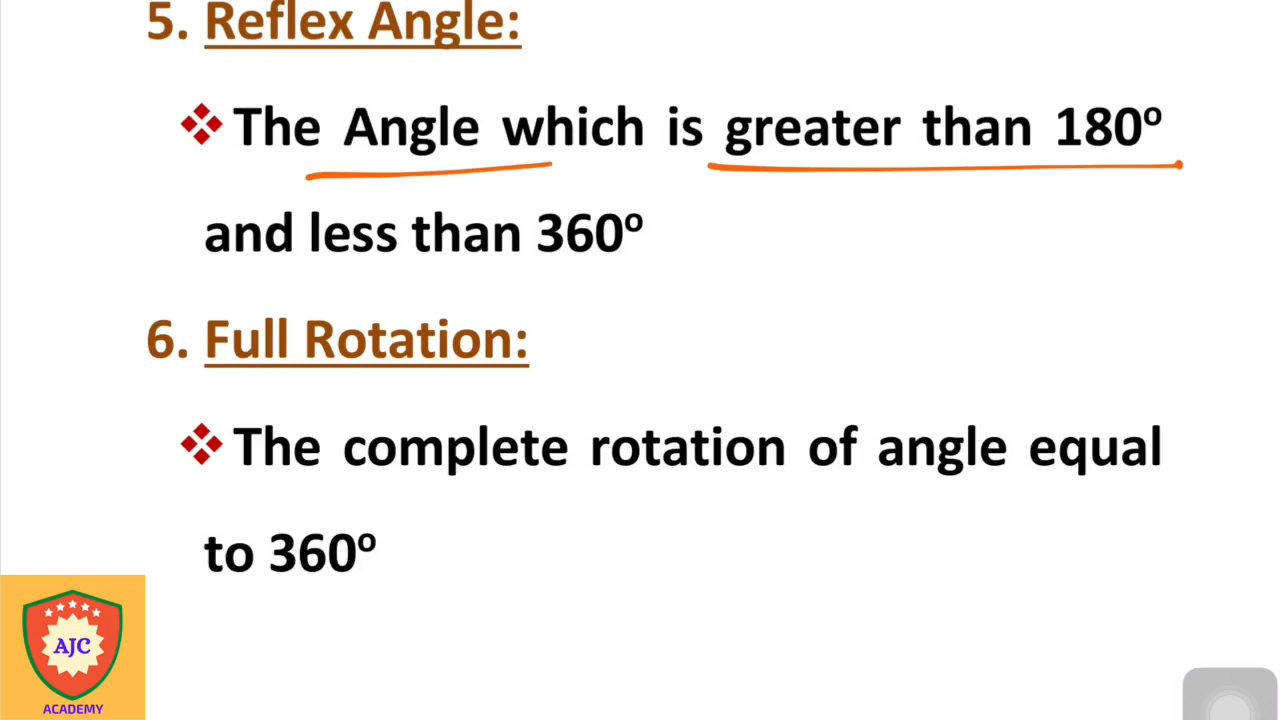 5. Reflex Angle:
❖The Angle which is greater than 180º
and less than 360º
6. Full Rotation:
❖The complete rotation of angle equal
to 360º
AJC
ACADEMY